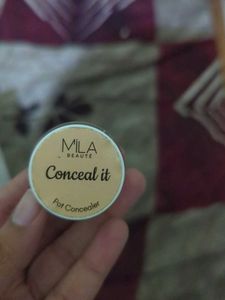 MiLA
BEAUTÉ
Conceal it
Pot Concealer